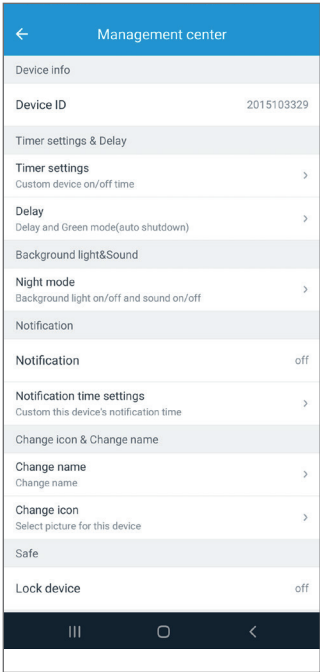 Management center
Device info
Device ID 2015103329
Timer settings & Delay
Timer settings
Custom device on/off time
Delay
Delay and Green mode(auto shutdown)
Background light&Sound
Night mode
Background light on/off and sound on/off
Notification
Notification off
Notification time settings
Custom this device's notification time
Change icon & Change name
Change name
Change name
Change icon
Select picture for this device
Safe
Lock device off